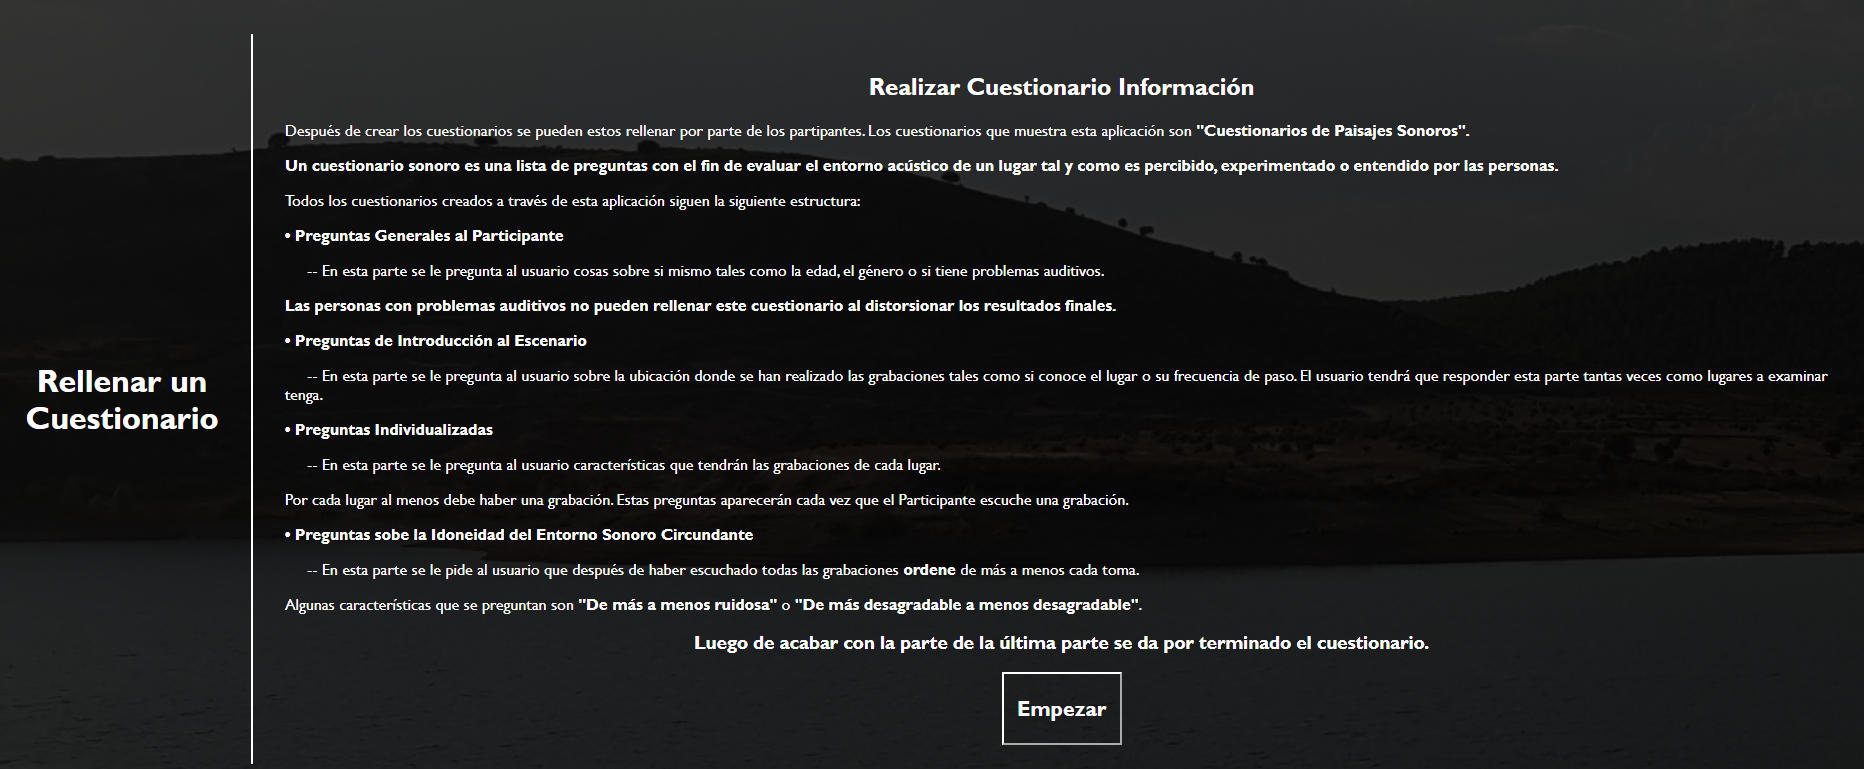 Rellenar un
Cuestionario
Realizar Cuestionario Información
Después de crear los cuestionarios se pueden estos rellenar por parte de los partipantes. Los cuestionarios que muestra esta aplicación son "Cuestionarios de Paisajes Sonoros".
Un cuestionario sonoro es una lista de preguntas con el fin de evaluar el entorno acústico de un lugar tal y como es percibido, experimentado o entendido por las personas.
Todos los cuestionarios creados a través de esta aplicación siguen la siguiente estructura:
• Preguntas Generales al Participante
-- En esta parte se le pregunta al usuario cosas sobre si mismo tales como la edad, el género o si tiene problemas auditivos.
Las personas con problemas auditivos no pueden rellenar este cuestionario al distorsionar los resultados finales.
• Preguntas de Introducción al Escenario
-- En esta parte se le pregunta al usuario sobre la ubicación donde se han realizado las grabaciones tales como si conoce el lugar o su frecuencia de paso. El usuario tendrá que responder esta parte tantas veces como lugares a examinar
tenga.
• Preguntas Individualizadas
-- En esta parte se le pregunta al usuario características que tendrán las grabaciones de cada lugar.
Por cada lugar al menos debe haber una grabación. Estas preguntas aparecerán cada vez que el Participante escuche una grabación.
• Preguntas sobe la Idoneidad del Entorno Sonoro Circundante
-- En esta parte se le pide al usuario que después de haber escuchado todas las grabaciones ordene de más a menos cada toma.
Algunas características que se preguntan son "De más a menos ruidosa" o "De más desagradable a menos desagradable".
Luego de acabar con la parte de la última parte se da por terminado el cuestionario.
Empezar